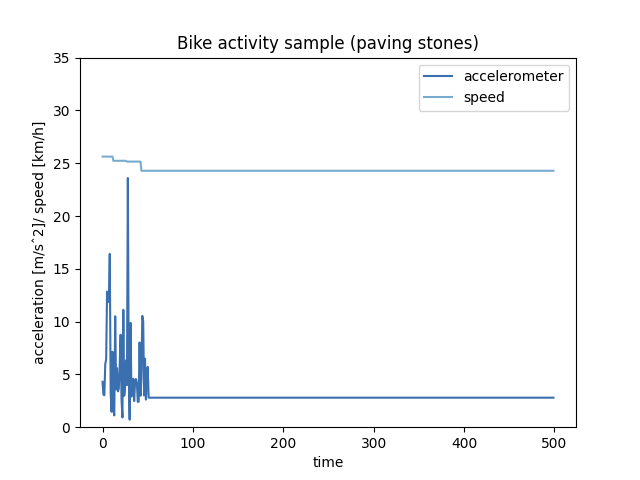 Bike activity sample (paving stones)
accelerometer
speed
acceleration [m/sˆ2]/ speed [km/h]
35
30
25
20
15
10
5
0
0 100 200 300 400 500
time